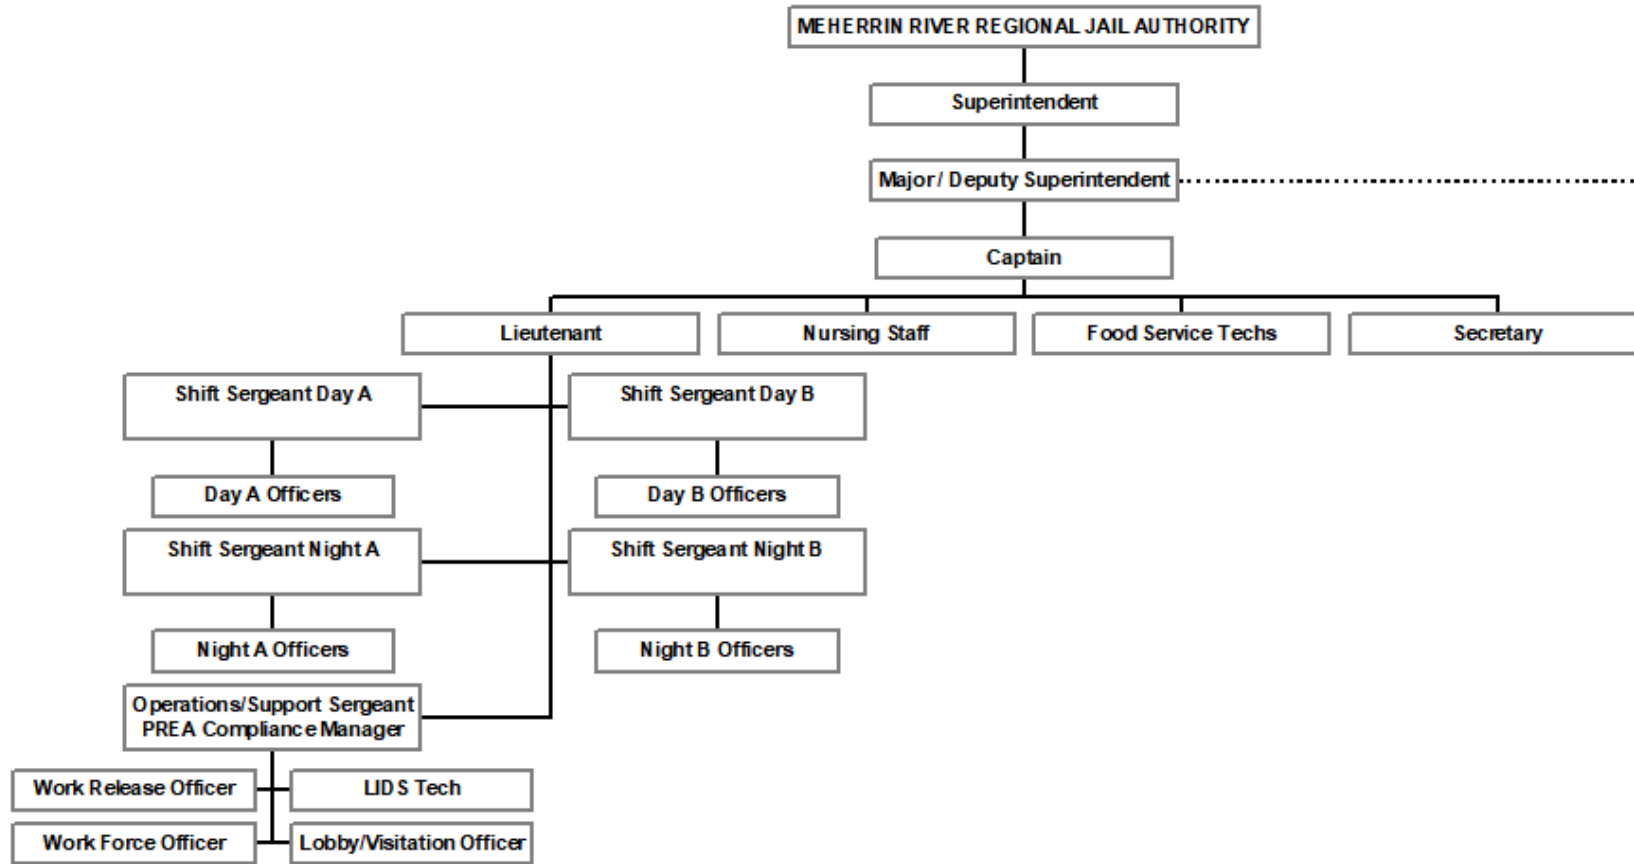 MEHERRIN RIVER REGIONAL JAIL AUTHORITY
Superintendent
Major / Deputy Superintendent
Captain
Lieutenant
Nursing Staff
Food Service Techs
Secretary
Shift Sergeant Day A
Shift Sergeant Day B
Day A Officers
Day B Officers
Shift Sergeant Night A
Shift Sergeant Night B
Night A Officers
Night B Officers
Operations/Support Sergeant
PREA Compliance Manager
Work Release Officer
LIDS Tech
Work Force Officer
Lobby/Visitation Officer